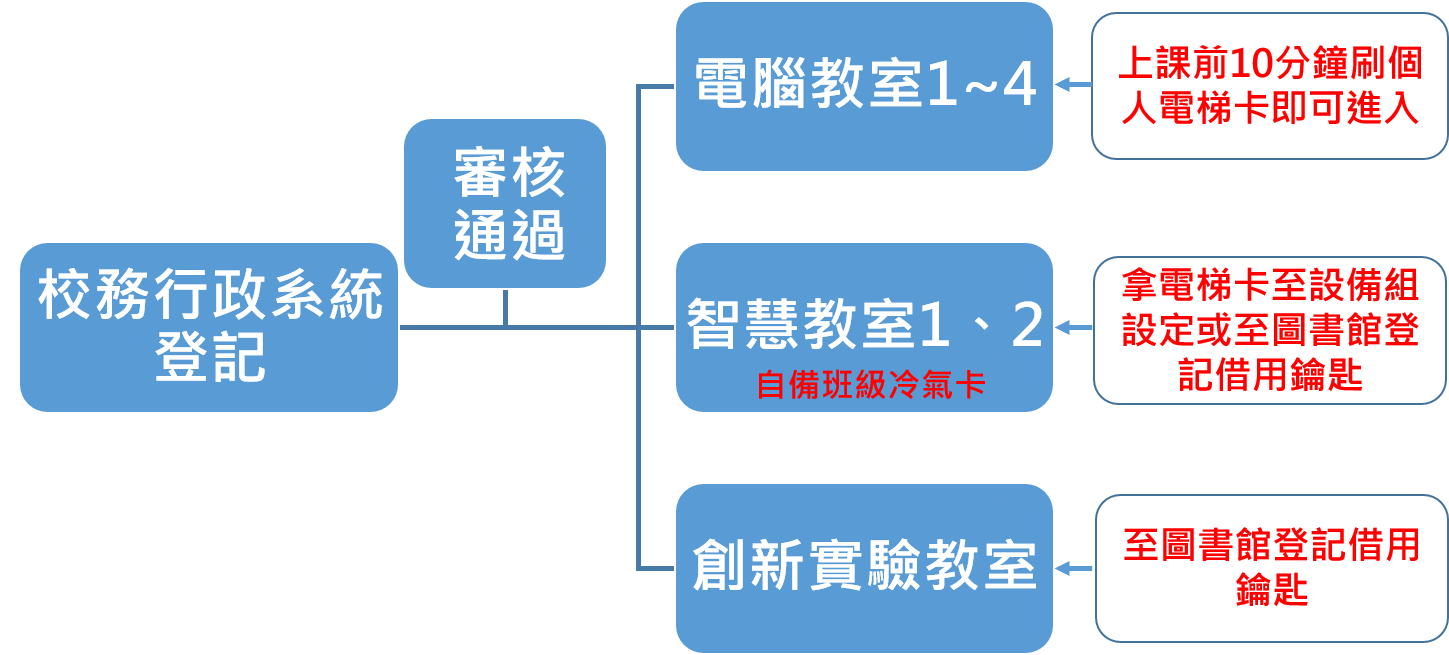 校務行政系統
登記
審核
通過
電腦教室1~4
上課前10分鐘刷個
人電梯卡即可進入
智慧教室1、2
自備班級冷氣卡
拿電梯卡至設備組
設定或至圖書館登
記借用鑰匙
創新實驗教室
至圖書館登記借用
鑰匙